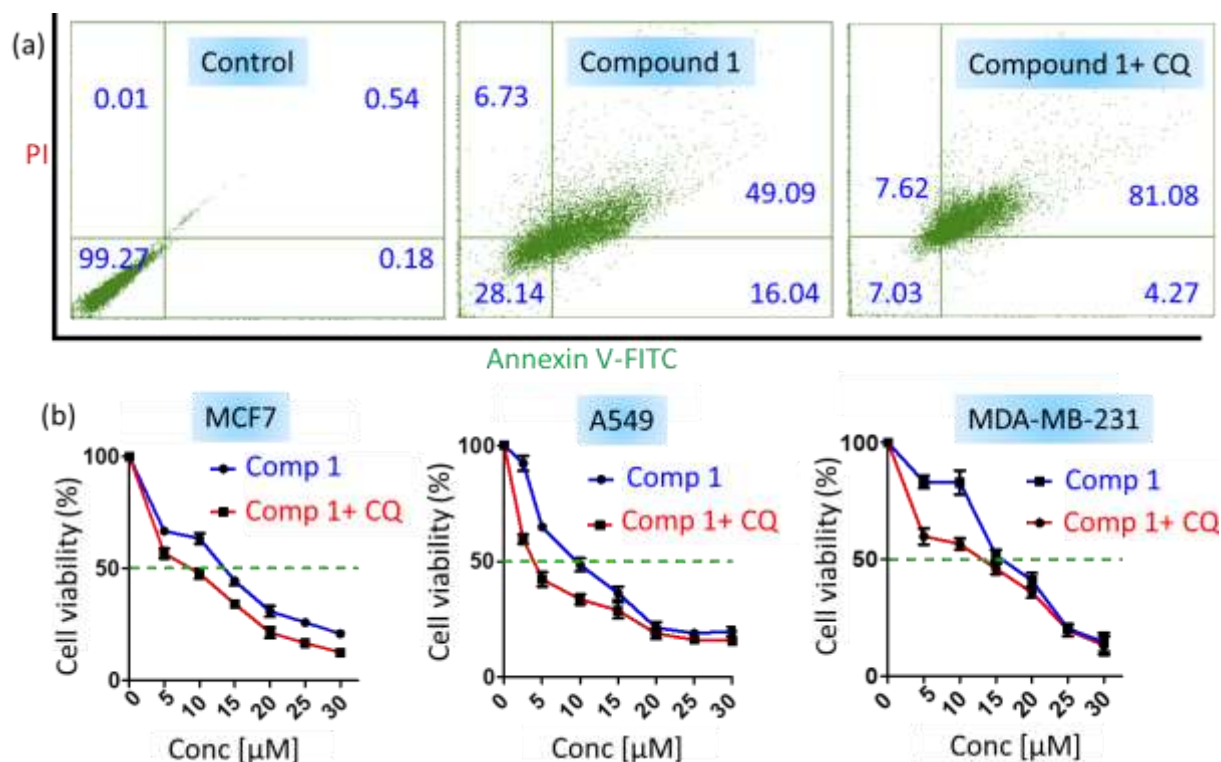 (a)
Control
Compound 1
Compound 1+ CQ
0.01
0.54
6.73
PI
49.09
7.62
81.08
99.27
0.18
28.14
16.04
7.03
4.27
Annexin V-FITC
(b)
MCF7
A549
MDA-MB-231
Cell viability (%)
100
50
0
Comp 1
Comp 1+ CQ
0 5 10 15 20 25 30
Conc [µM]
Cell viability (%)
100
50
0
Comp 1
Comp 1+ CQ
0 5 10 15 20 25 30
Conc [µM]
Cell viability (%)
100
50
0
Comp 1
Comp 1+ CQ
0 5 10 15 20 25 30
Conc [µM]